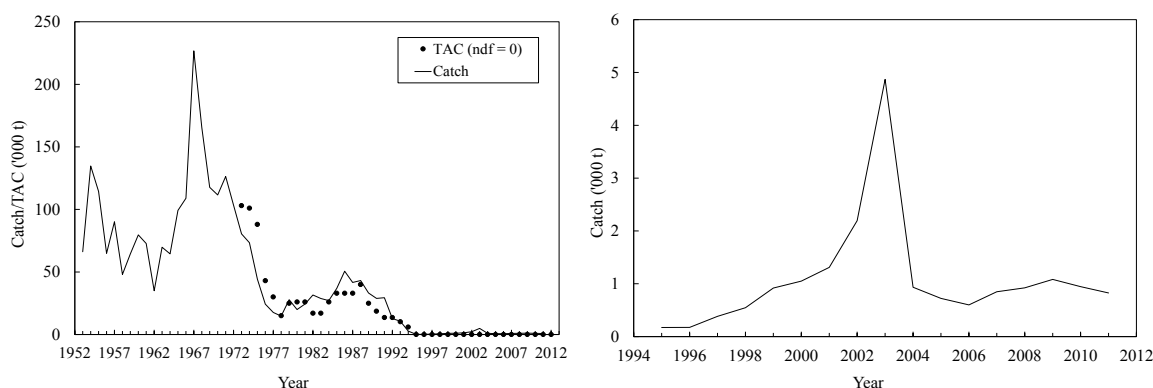 250
200
150
100
50
0
Catch/TAC ('000 t)
TAC (ndf = 0)
Catch
1952 1957 1962 1967 1972 1977 1982 1987 1992 1997 2002 2007 2012
Year
6
5
4
3
2
1
0
Catch ('000 t)
1994 1996 1998 2000 2002 2004 2006 2008 2010 2012
Year